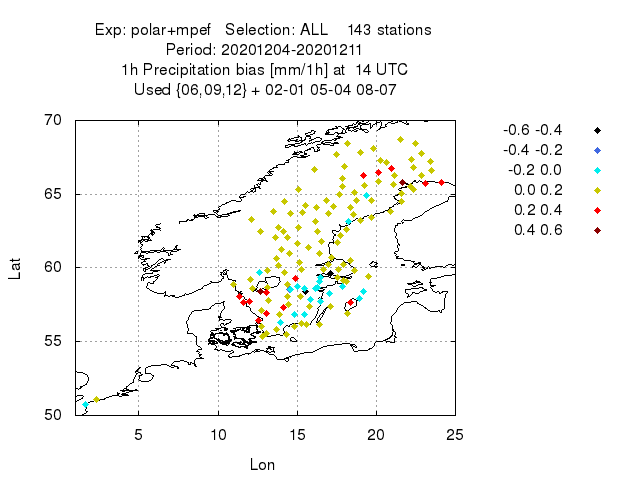 Exp: polar+mpef Selection: ALL 143 stations
Period: 20201204-20201211
1h Precipitation bias [mm/1h] at 14 UTC
Used {06,09,12} + 02-01 05-04 08-07
70
65
60
55
50
Lat
5 10 15 20 25
Lon
-0.6 -0.4
-0.4 -0.2
-0.2 0.0
0.0 0.2
0.2 0.4
0.4 0.6